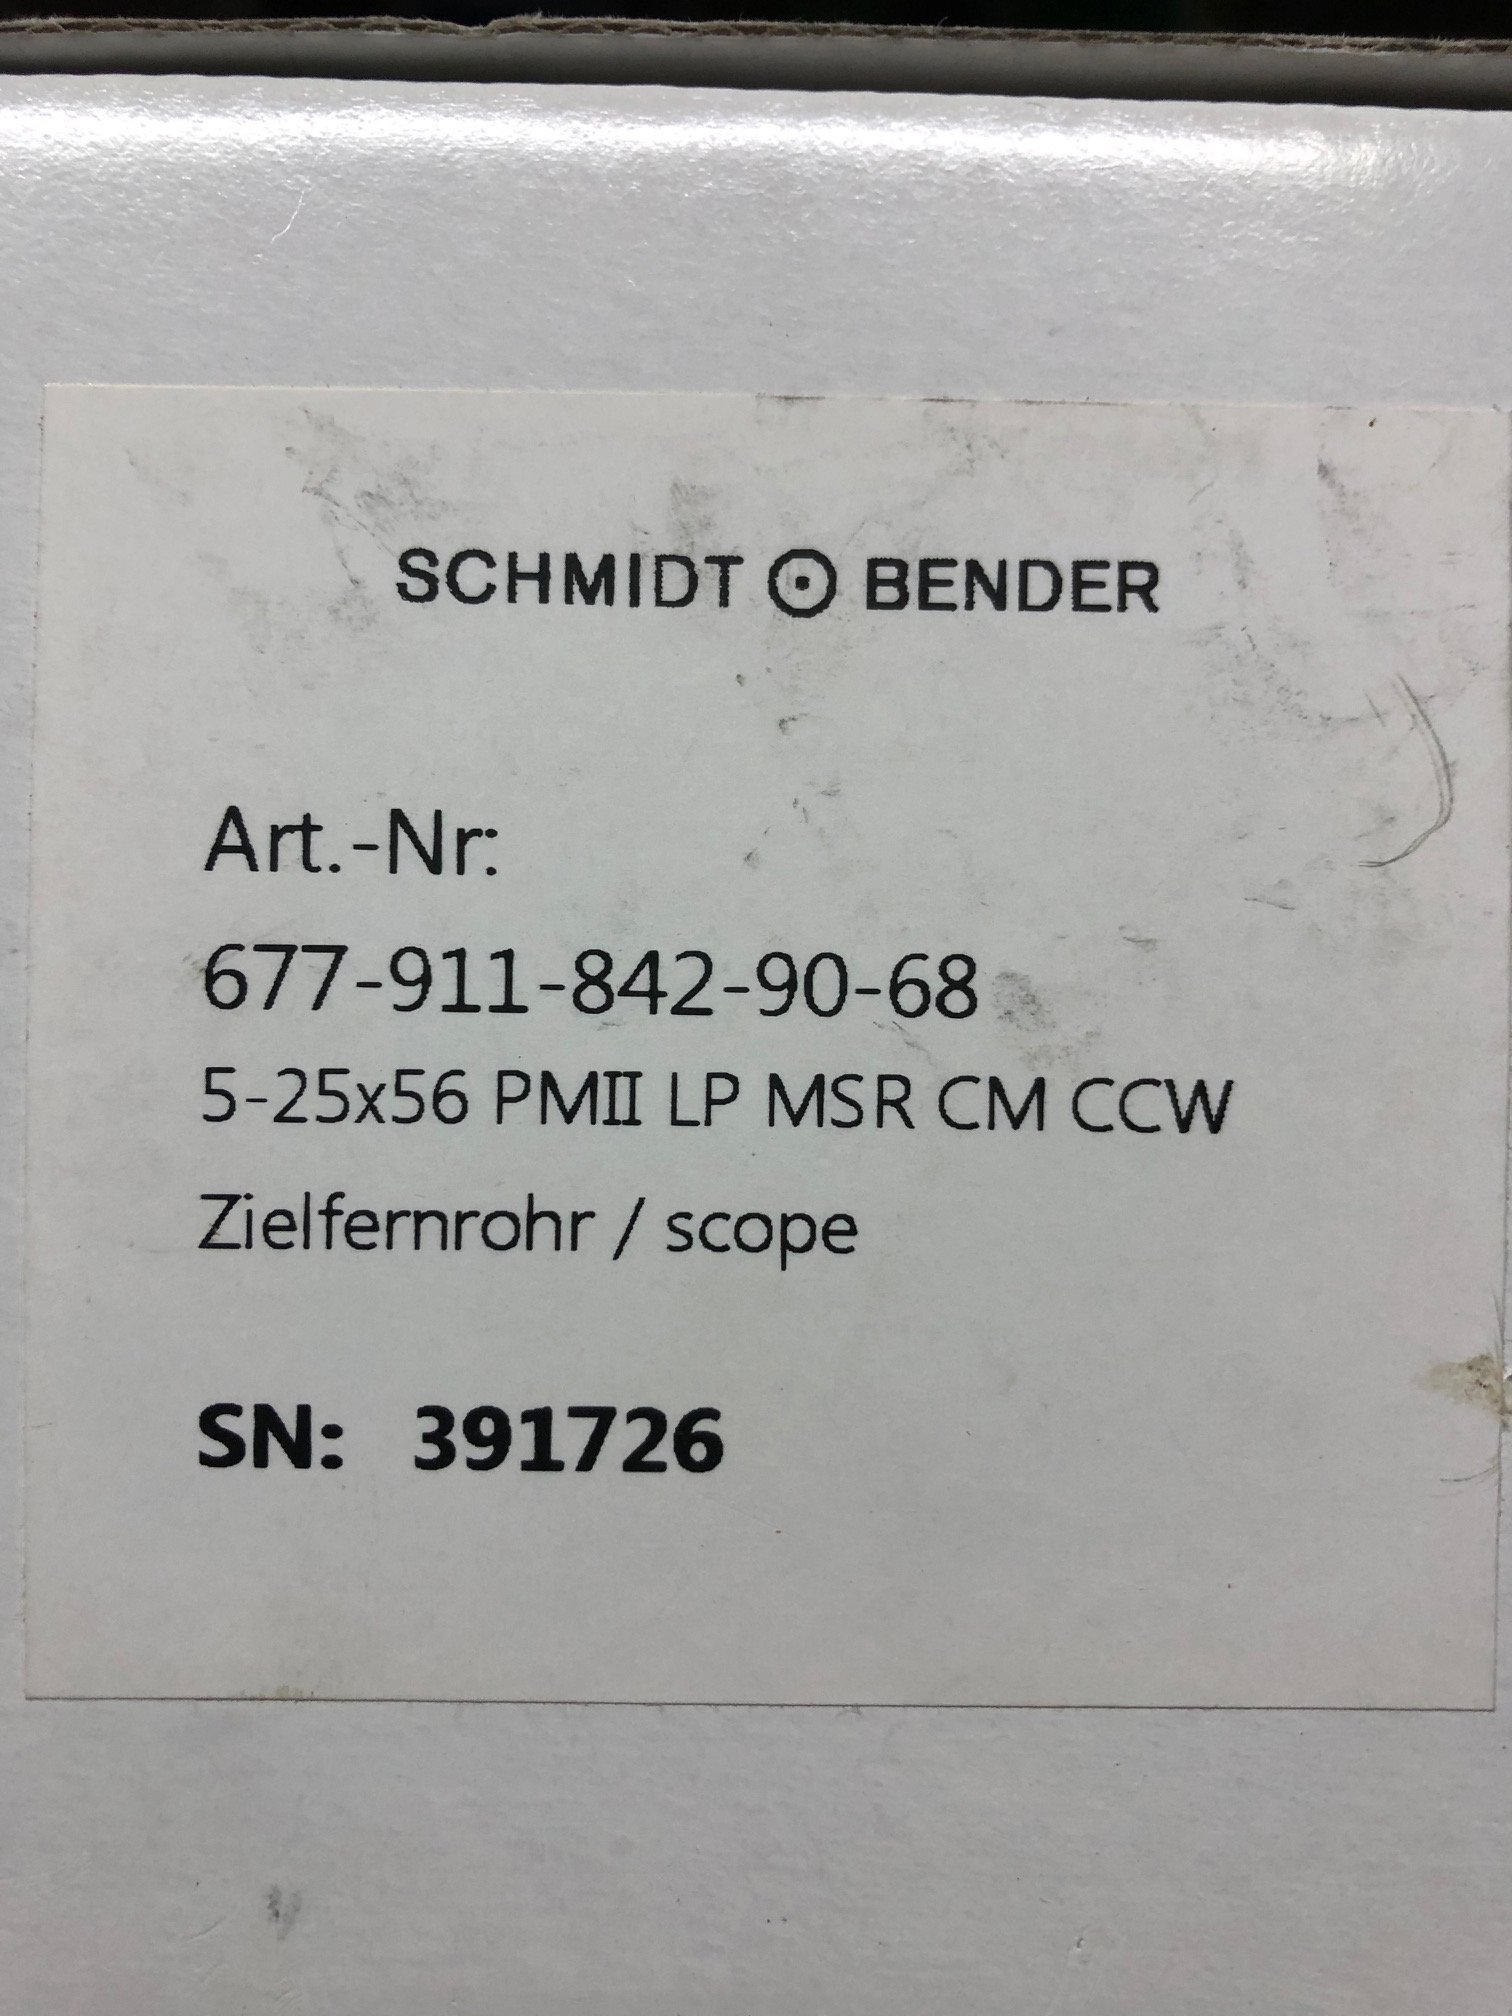 SCHMIDT BENDER
Art.-Nr:
677-911-842-90-68
5-25x56 PMII LP MSR CM CCW
Zielfernrohr / scope
SN: 391726